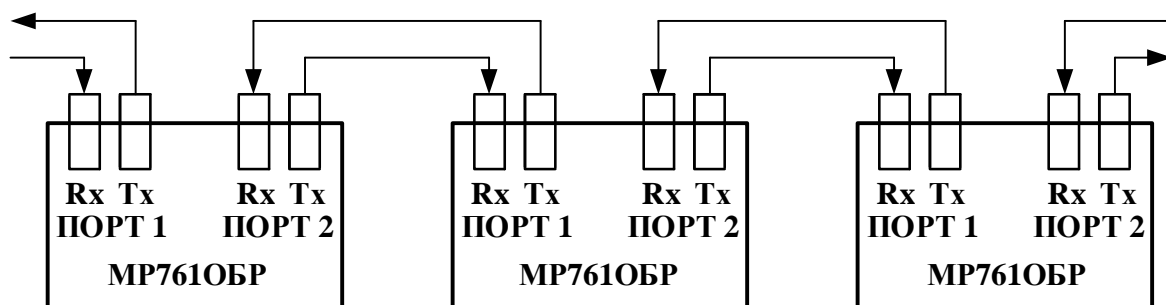 Rx Tx Rx Tx Rx Tx Rx Tx Rx Tx Rx Tx
ПОРТ 1 ПОРТ 2 ПОРТ 1 ПОРТ 2 ПОРТ 1 ПОРТ 2
МР761ОБР МР761ОБР МР761ОБР